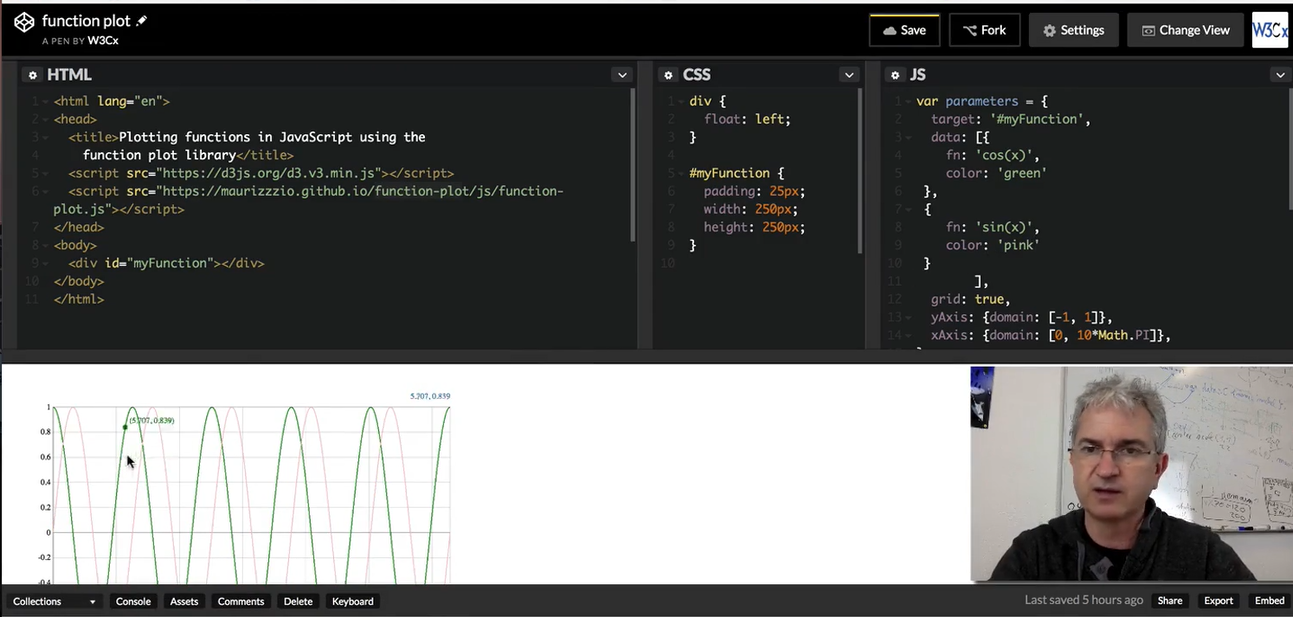 function plot
A PEN BY W3Cx
Save
Fork
Settings
Change View
W3Cx
HTML
1 <html lang="en">
2 <head>
3 <title>Plotting functions in JavaScript using the
4 function plot library</title>
5 <script src="https://d3js.org/d3.v3.min.js"></script>
6 <script src="https://maurizzzio.github.io/function-plot/js/function-
plot.js"></script>
7 </head>
8 <body>
9 <div id="myFunction"></div>
10 </body>
11 </html>
CSS
1 div {
2 float: left;
3 }
4
5 #myFunction {
6 padding: 25px;
7 width: 250px;
8 height: 250px;
9 }
10
JS
1 var parameters = {
2 target: '#myFunction',
3 data: [{
4 fn: 'cos(x)',
5 color: 'green'
6 },
7 {
8 fn: 'sin(x)',
9 color: 'pink'
10 }
11 ],
12 grid: true,
13 yAxis: {domain: [-1, 1]},
14 xAxis: {domain: [0, 10*Math.PI]},
5.207, 0.839
(5.207, 0.839)
1
0.8
0.6
0.4
0.2
0
-0.2
-0.4
Collections
Console
Assets
Comments
Delete
Keyboard
Last saved 5 hours ago
Share
Export
Embed